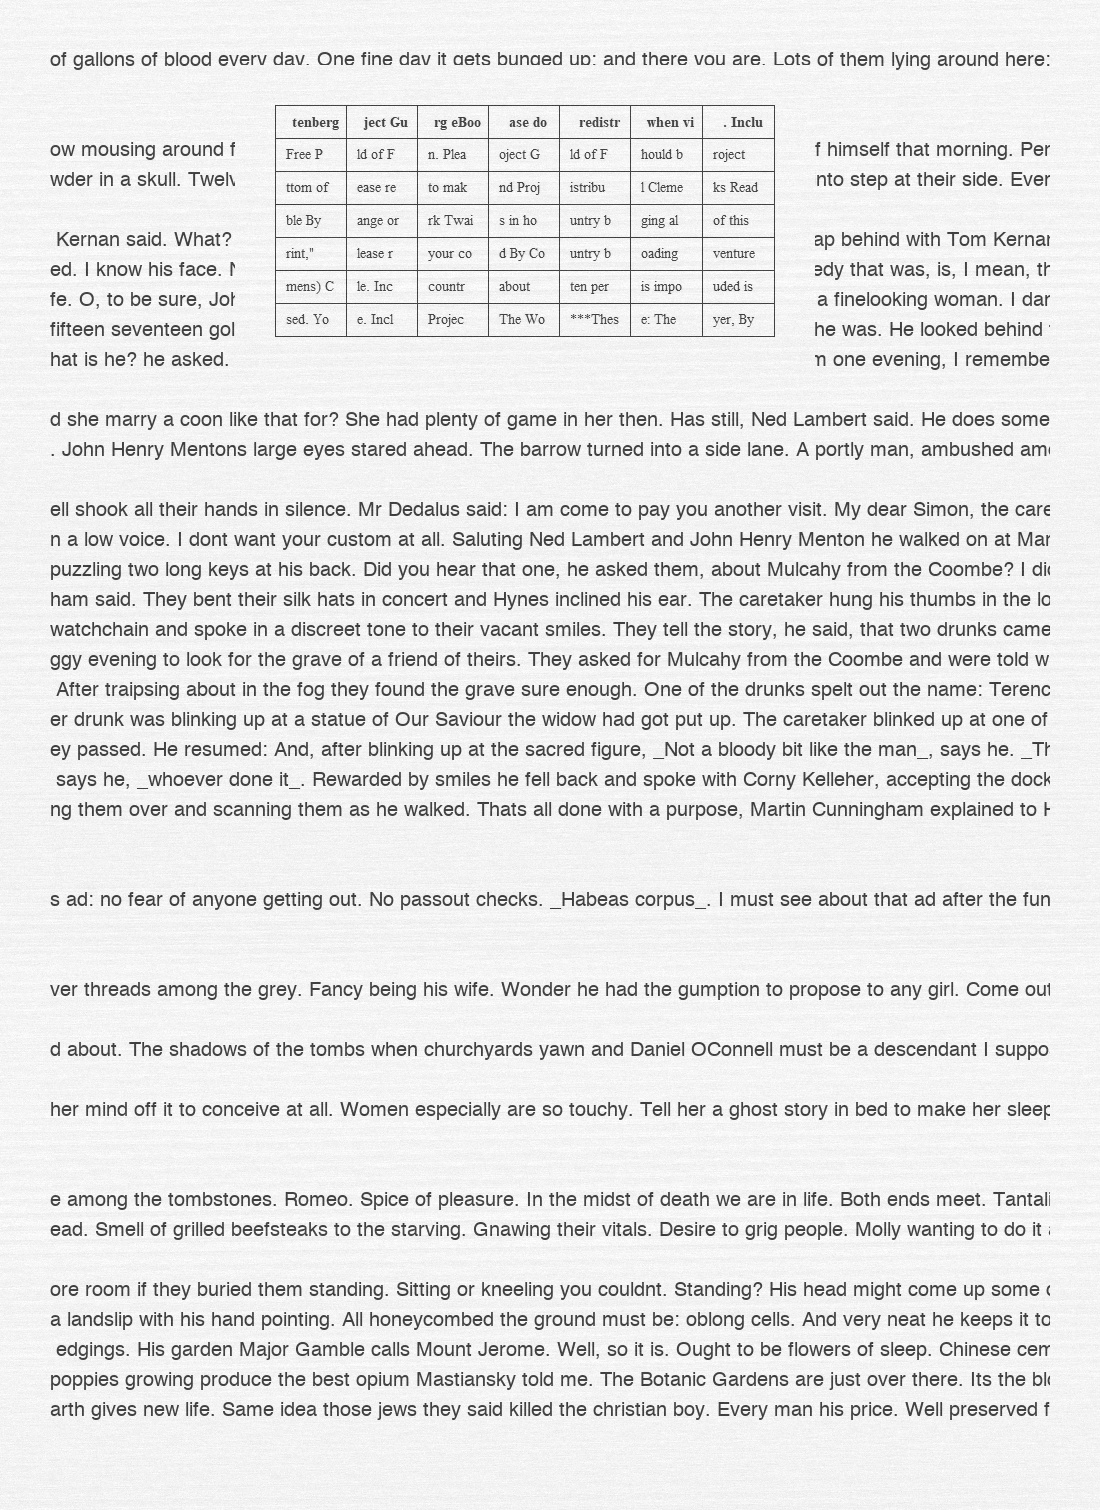 of gallons of blood every day. One fine day it gets bunged up: and there you are. Lots of them lying around here:
tenberg ject Gu rg eBoo ase do redistr when vi . Inclu
Free P ld of F n. Plea oject G ld of F hould b roject
ttom of ease re to mak nd Proj istribu l Cleme ks Read
ble By ange or rk Twai s in ho untry b ging al of this
rint," lease r your co d By Co untry b oading venture
mens) C le. Inc countr about ten per is impo uded is
sed. Yo e. Incl Projec The Wo ***Thes e: The yer, By
ow mousing around f f himself that morning. Per
wder in a skull. Twelv nto step at their side. Ever
Kernan said. What? ap behind with Tom Kernan
ed. I know his face. N edy that was, is, I mean, th
fe. O, to be sure, Joh a finelooking woman. I dan
fifteen seventeen gol he was. He looked behind
hat is he? he asked. m one evening, I remembe
d she marry a coon like that for? She had plenty of game in her then. Has still, Ned Lambert said. He does some
. John Henry Mentons large eyes stared ahead. The barrow turned into a side lane. A portly man, ambushed amo
ell shook all their hands in silence. Mr Dedalus said: I am come to pay you another visit. My dear Simon, the care
n a low voice. I dont want your custom at all. Saluting Ned Lambert and John Henry Menton he walked on at Mar
puzzling two long keys at his back. Did you hear that one, he asked them, about Mulcahy from the Coombe? I did
ham said. They bent their silk hats in concert and Hynes inclined his ear. The caretaker hung his thumbs in the lo
watchchain and spoke in a discreet tone to their vacant smiles. They tell the story, he said, that two drunks came
ggy evening to look for the grave of a friend of theirs. They asked for Mulcahy from the Coombe and were told w
After traipsing about in the fog they found the grave sure enough. One of the drunks spelt out the name: Terenc
er drunk was blinking up at a statue of Our Saviour the widow had got put up. The caretaker blinked up at one of
ey passed. He resumed: And, after blinking up at the sacred figure, _Not a bloody bit like the man_, says he. _Th
says he, _whoever done it_. Rewarded by smiles he fell back and spoke with Corny Kelleher, accepting the dock
ng them over and scanning them as he walked. Thats all done with a purpose, Martin Cunningham explained to H
s ad: no fear of anyone getting out. No passout checks. _Habeas corpus_. I must see about that ad after the fun
ver threads among the grey. Fancy being his wife. Wonder he had the gumption to propose to any girl. Come out
d about. The shadows of the tombs when churchyards yawn and Daniel OConnell must be a descendant I suppo
her mind off it to conceive at all. Women especially are so touchy. Tell her a ghost story in bed to make her sleep
e among the tombstones. Romeo. Spice of pleasure. In the midst of death we are in life. Both ends meet. Tantali
ead. Smell of grilled beefsteaks to the starving. Gnawing their vitals. Desire to grig people. Molly wanting to do it
ore room if they buried them standing. Sitting or kneeling you couldnt. Standing? His head might come up some
a landslip with his hand pointing. All honeycombed the ground must be: oblong cells. And very neat he keeps it to
edgings. His garden Major Gamble calls Mount Jerome. Well, so it is. Ought to be flowers of sleep. Chinese cem
poppies growing produce the best opium Mastiansky told me. The Botanic Gardens are just over there. Its the blo
arth gives new life. Same idea those jews they said killed the christian boy. Every man his price. Well preserved f